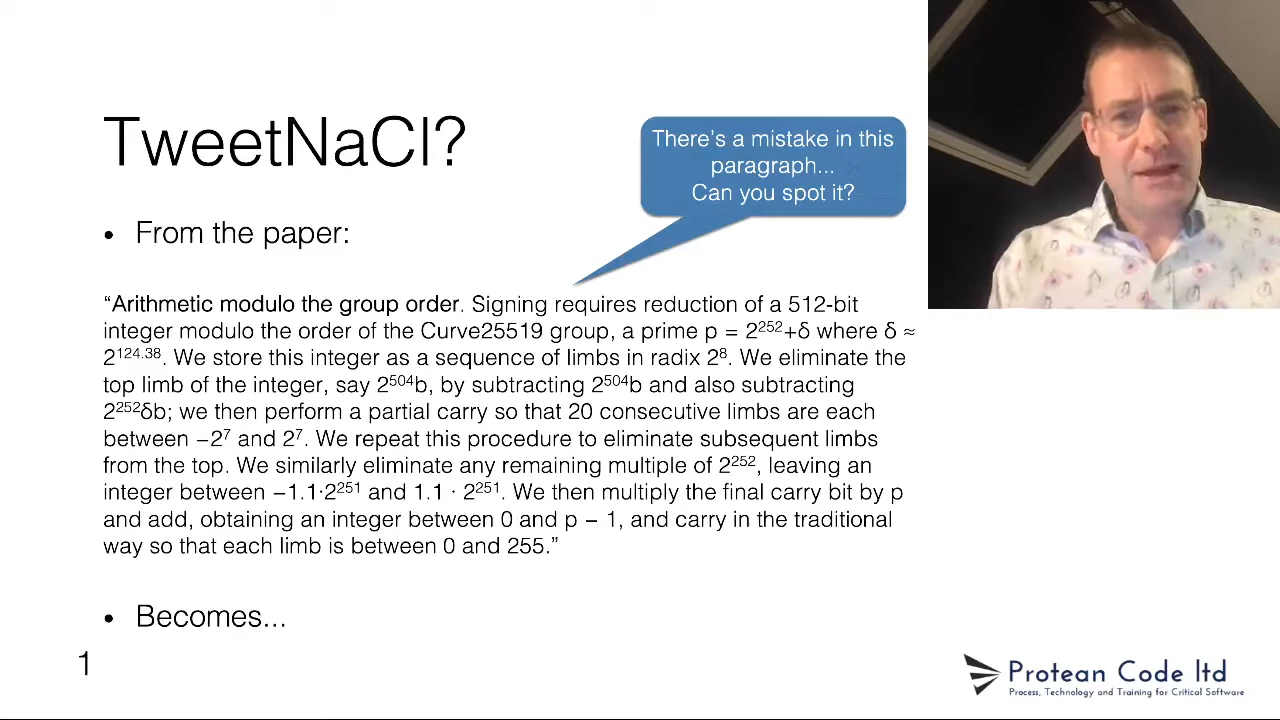 TweetNaCl?
There's a mistake in this
paragraph...
Can you spot it?
• From the paper:
“Arithmetic modulo the group order. Signing requires reduction of a 512-bit
integer modulo the order of the Curve25519 group, a prime p = 2²⁵²+δ where δ ≈
2¹²⁴·³⁸. We store this integer as a sequence of limbs in radix 2⁸. We eliminate the
top limb of the integer, say 2⁵⁰⁴b, by subtracting 2⁵⁰⁴b and also subtracting
2²⁵²δb; we then perform a partial carry so that 20 consecutive limbs are each
between −2⁷ and 2⁷. We repeat this procedure to eliminate subsequent limbs
from the top. We similarly eliminate any remaining multiple of 2²⁵², leaving an
integer between −1.1·2²⁵¹ and 1.1 · 2²⁵¹. We then multiply the final carry bit by p
and add, obtaining an integer between 0 and p − 1, and carry in the traditional
way so that each limb is between 0 and 255.”
• Becomes...
1
Protean Code ltd
Process, Technology and Training for Critical Software